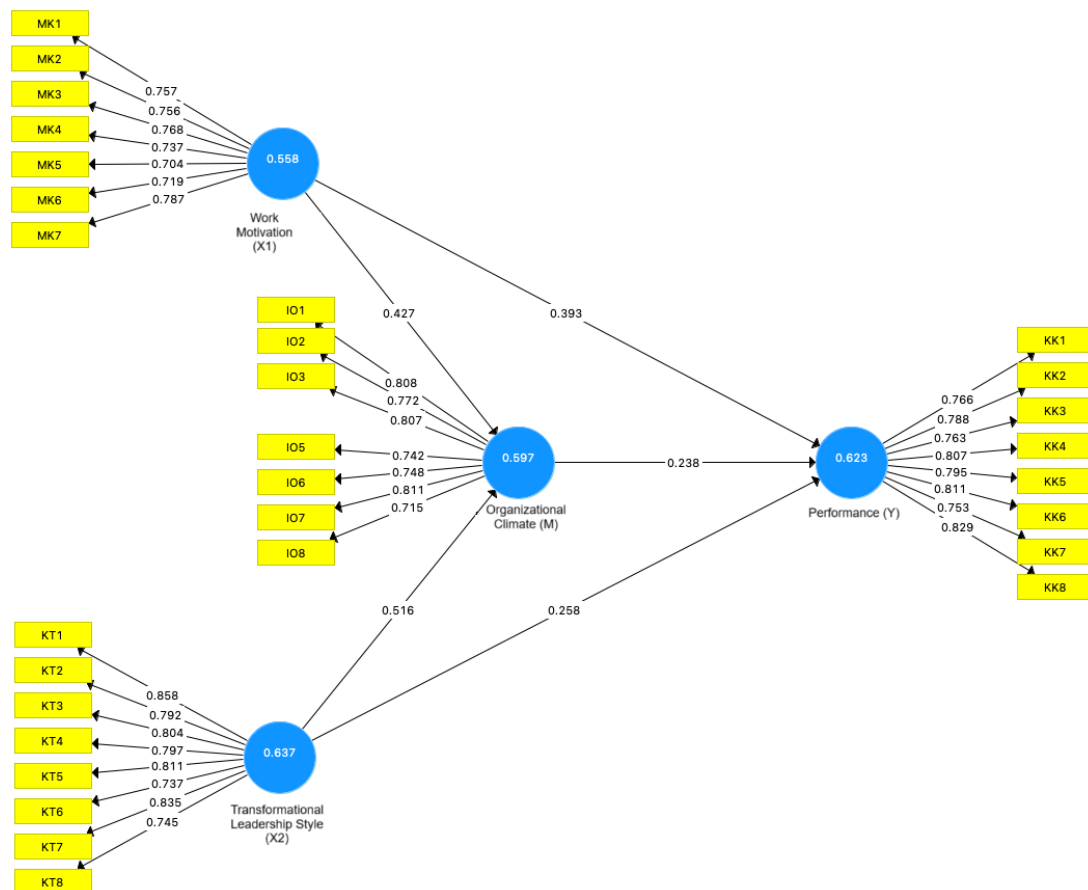 MK1
MK2
MK3
MK4
MK5
MK6
MK7
0.757
0.756
0.768
0.737
0.704
0.719
0.787
0.558
Work
Motivation
(X1)
0.427
0.393
IO1
IO2
IO3
IO5
IO6
IO7
IO8
0.808
0.772
0.807
0.742
0.748
0.811
0.715
0.597
Organizational
Climate (M)
0.238
0.623
Performance (Y)
0.766
0.788
0.763
0.807
0.795
0.811
0.753
0.829
KK1
KK2
KK3
KK4
KK5
KK6
KK7
KK8
0.516
0.258
KT1
KT2
KT3
KT4
KT5
KT6
KT7
KT8
0.858
0.792
0.804
0.797
0.811
0.737
0.835
0.745
0.637
Transformational
Leadership Style
(X2)